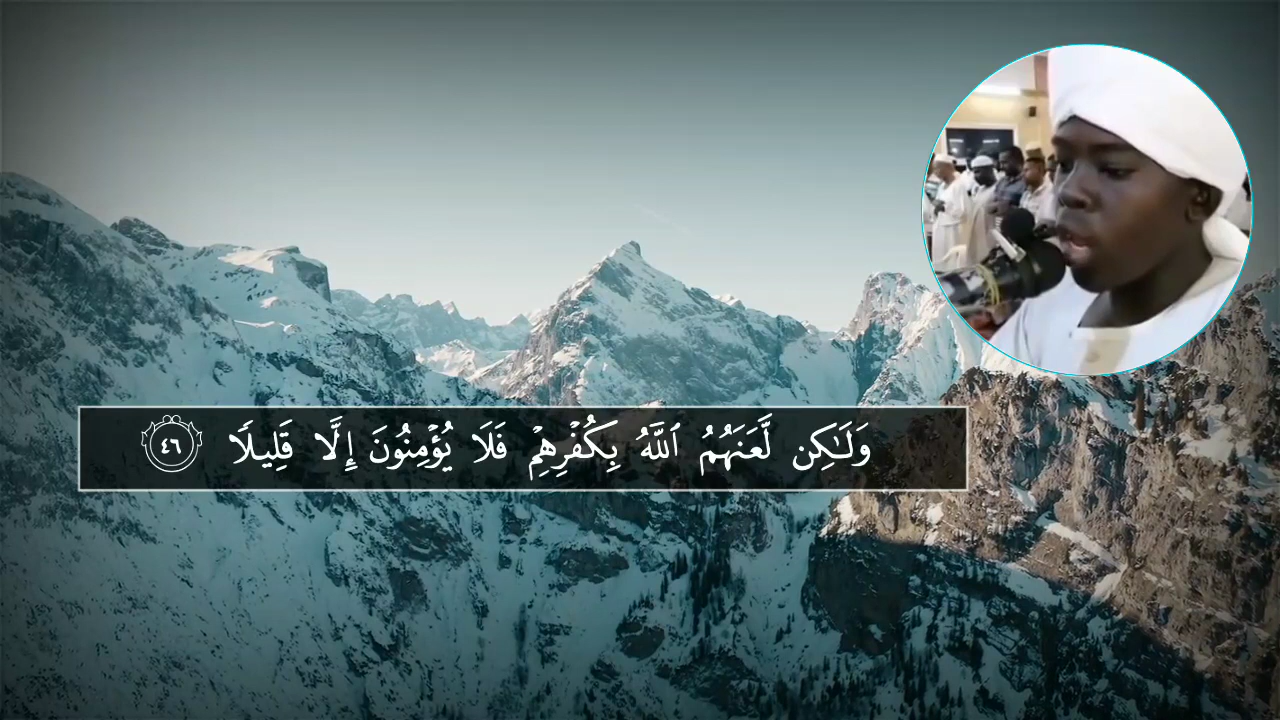 وَلَـٰكِن لَّعَنَهُمُ ٱللَّهُ بِكُفْرِهِمْ فَلَا يُؤْمِنُونَ إِلَّا قَلِيلًا ٤٦